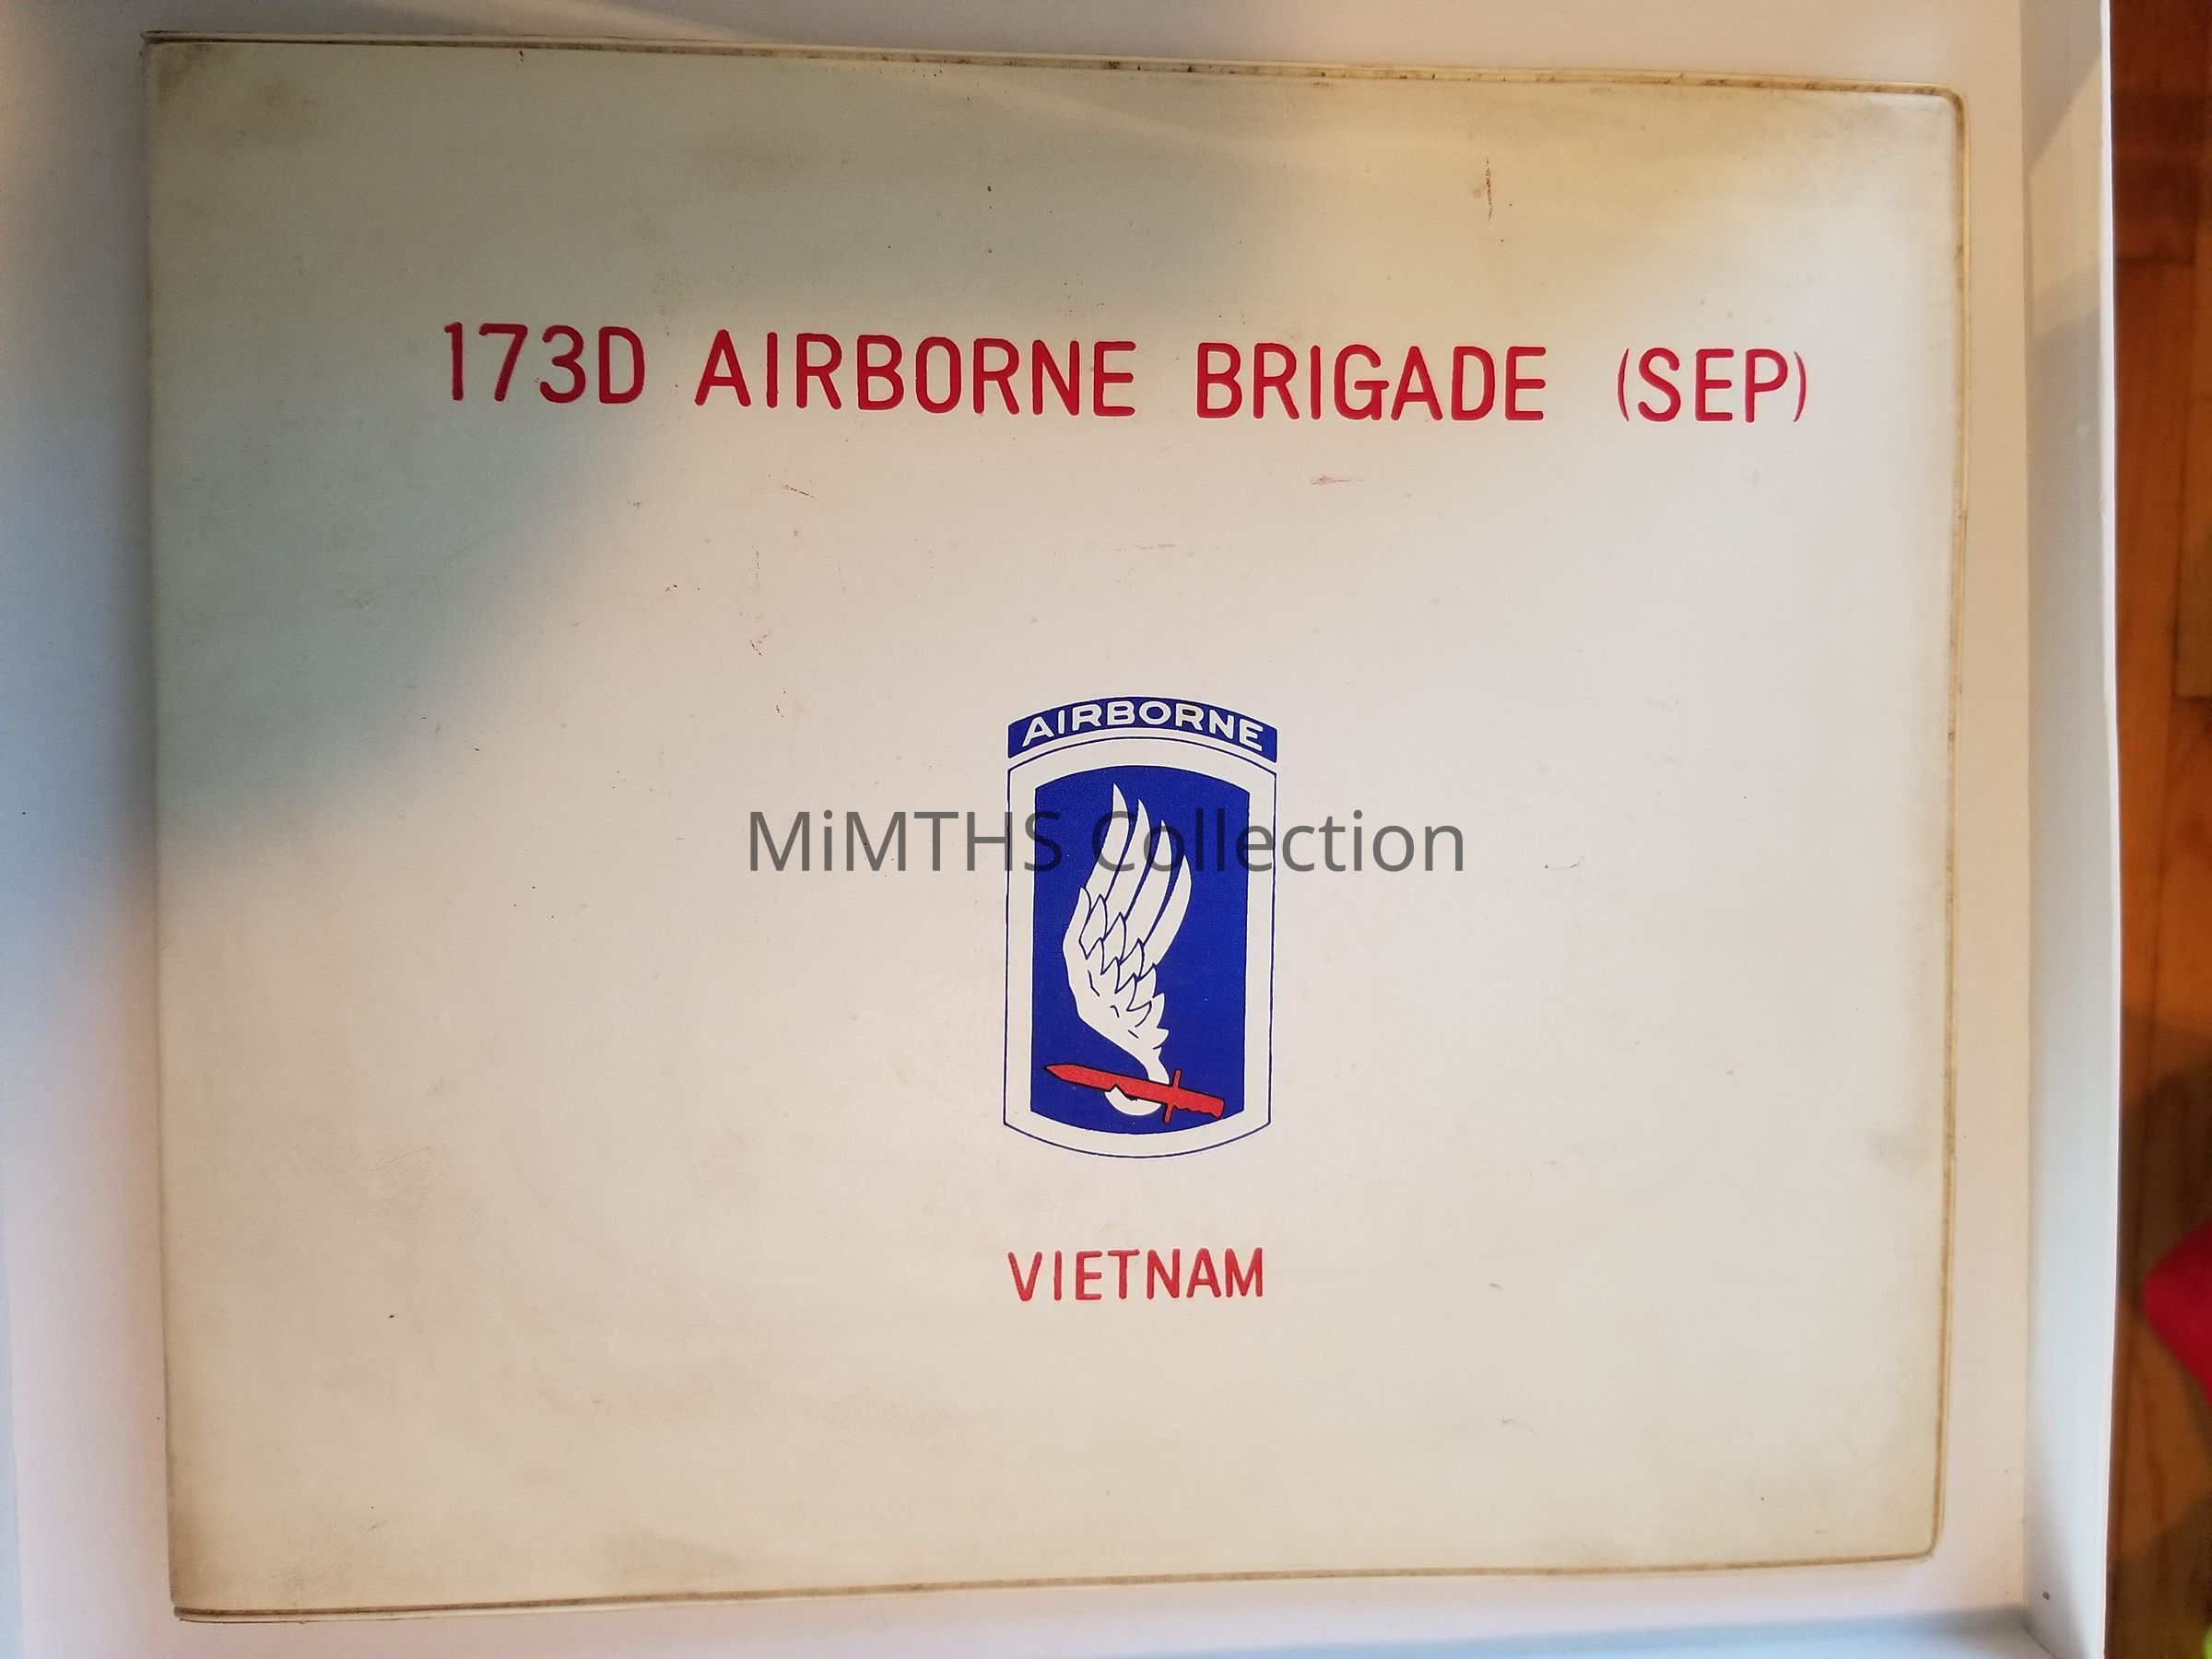 173D AIRBORNE BRIGADE (SEP)
AIRBORNE
MiMTHS Collection
VIETNAM